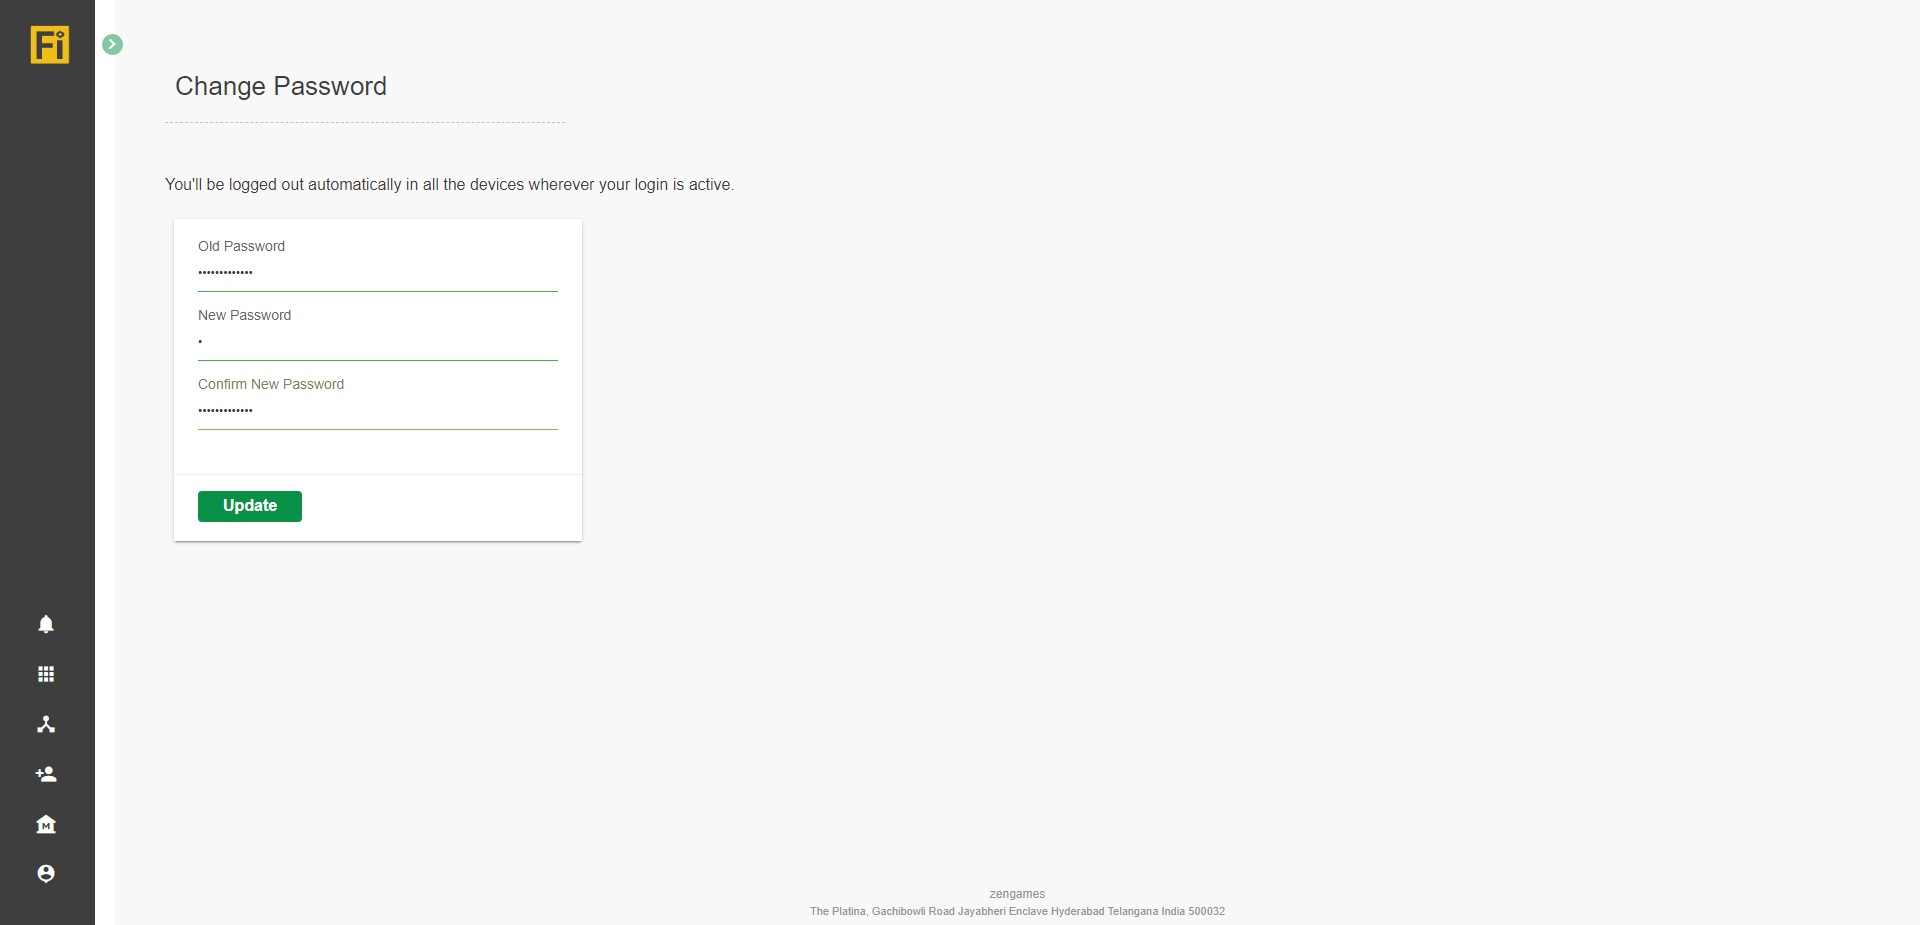 Fi
Change Password
You'll be logged out automatically in all the devices wherever your login is active.
Old Password
•••••••••••••
New Password
•
Confirm New Password
•••••••••••••
Update
M
zengames
The Platina, Gachibowli Road Jayabheri Enclave Hyderabad Telangana India 500032